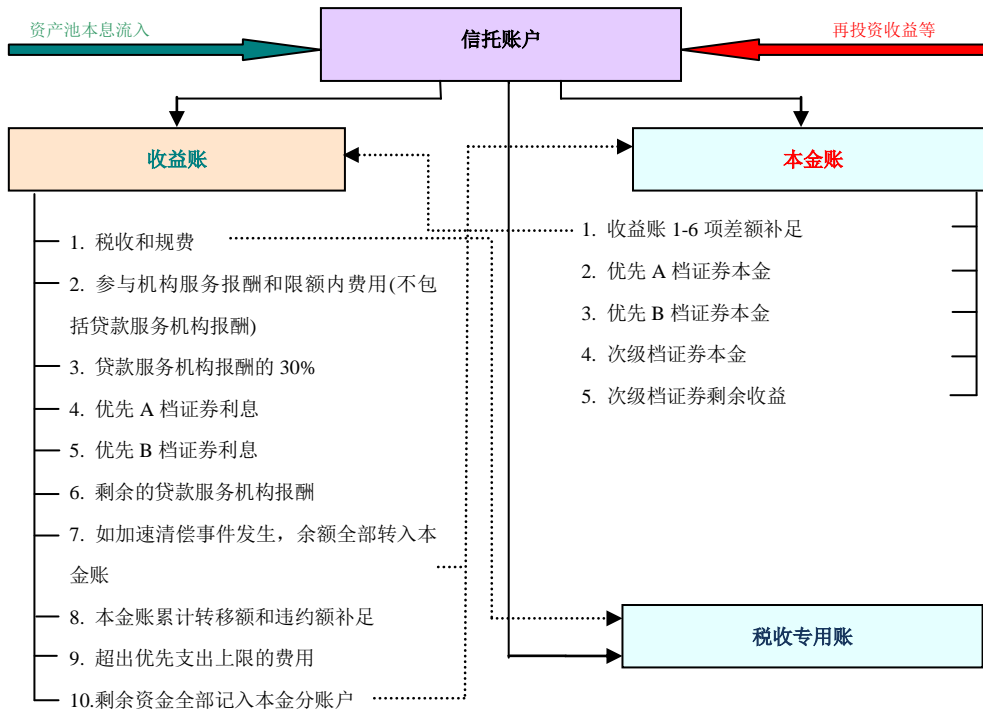 资产池本息流入
信托账户
再投资收益等
收益账
本金账
1. 税收和规费
2. 参与机构服务报酬和限额内费用(不包
括贷款服务机构报酬)
3. 贷款服务机构报酬的 30%
4. 优先 A 档证券利息
5. 优先 B 档证券利息
6. 剩余的贷款服务机构报酬
7. 如加速清偿事件发生，余额全部转入本
金账
8. 本金账累计转移额和违约额补足
9. 超出优先支出上限的费用
10.剩余资金全部记入本金分账户
1. 收益账 1-6 项差额补足
2. 优先 A 档证券本金
3. 优先 B 档证券本金
4. 次级档证券本金
5. 次级档证券剩余收益
税收专用账